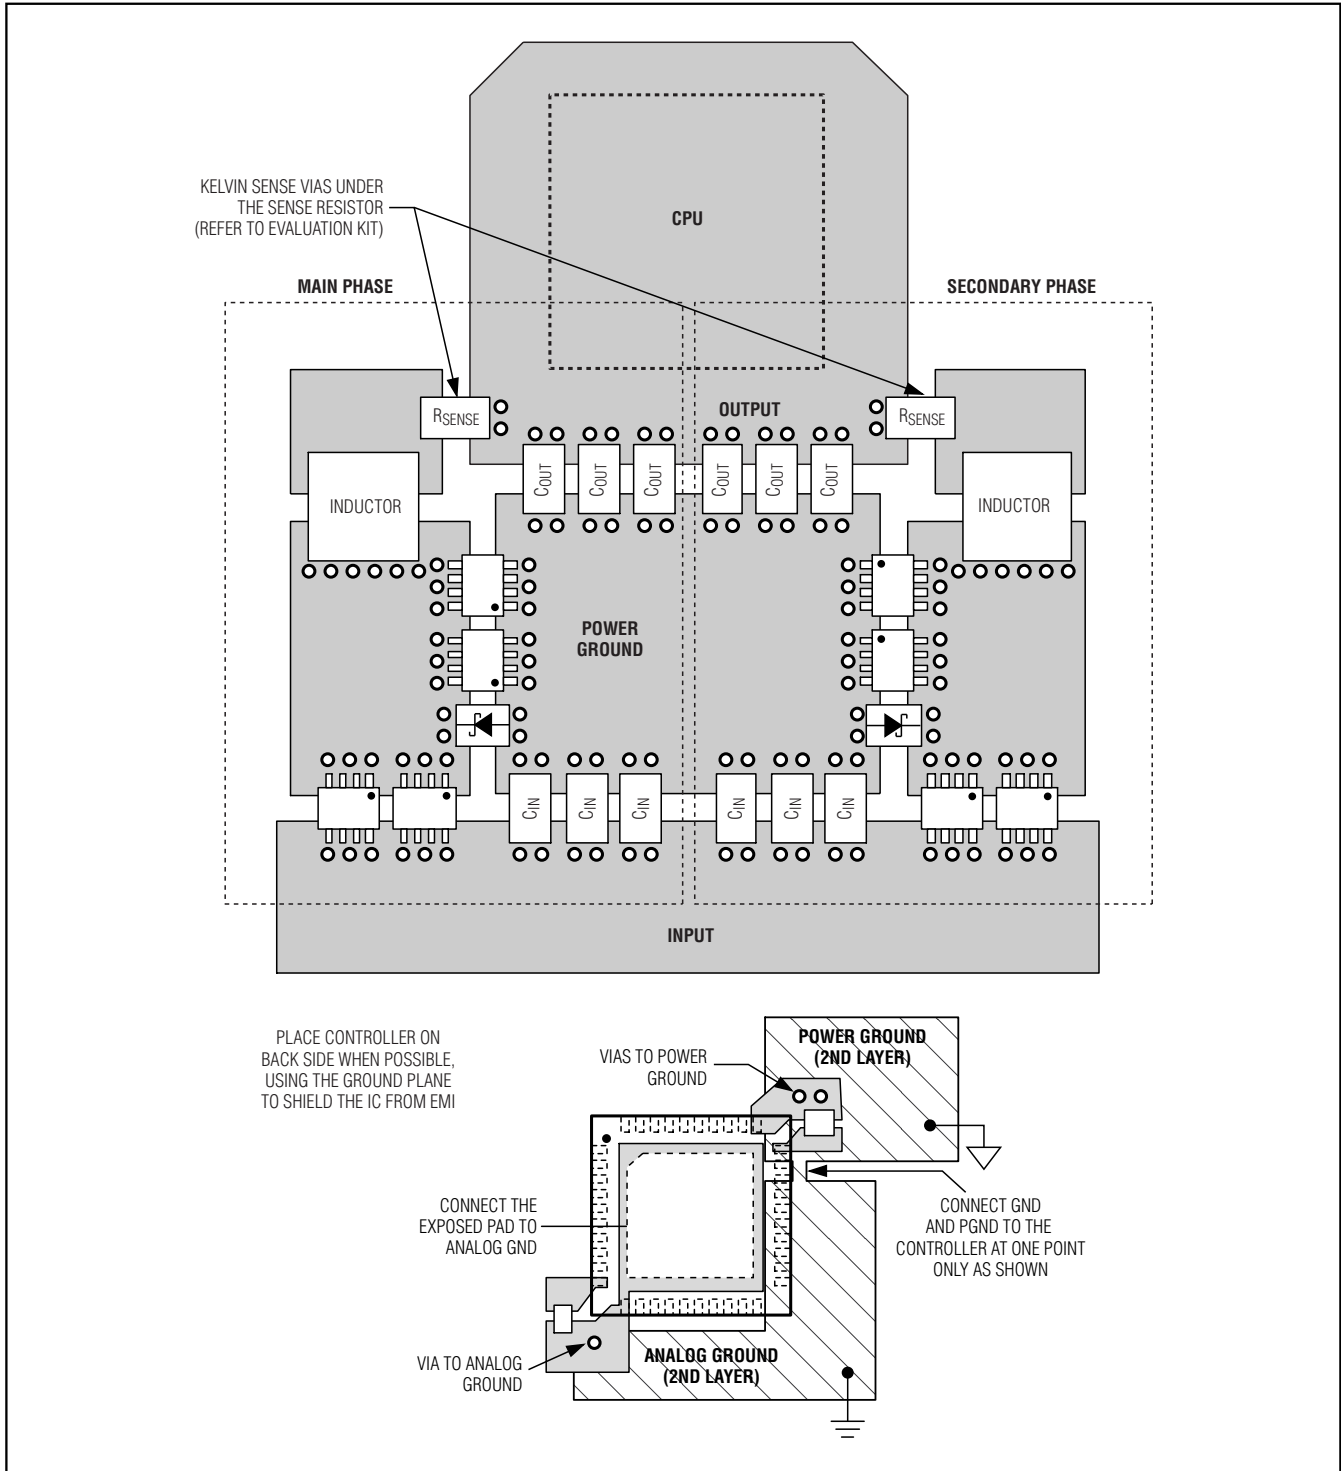 CPU
KELVIN SENSE VIAS UNDER
THE SENSE RESISTOR
(REFER TO EVALUATION KIT)
MAIN PHASE
SECONDARY PHASE
RSENSE
OUTPUT
RSENSE
INDUCTOR
COUT
COUT
COUT
COUT
COUT
COUT
INDUCTOR
POWER
GROUND
CIN
CIN
CIN
CIN
CIN
CIN
INPUT
PLACE CONTROLLER ON
BACK SIDE WHEN POSSIBLE,
USING THE GROUND PLANE
TO SHIELD THE IC FROM EMI
VIAS TO POWER
GROUND
POWER GROUND
(2ND LAYER)
CONNECT THE
EXPOSED PAD TO
ANALOG GND
CONNECT GND
AND PGND TO THE
CONTROLLER AT ONE POINT
ONLY AS SHOWN
VIA TO ANALOG
GROUND
ANALOG GROUND
(2ND LAYER)